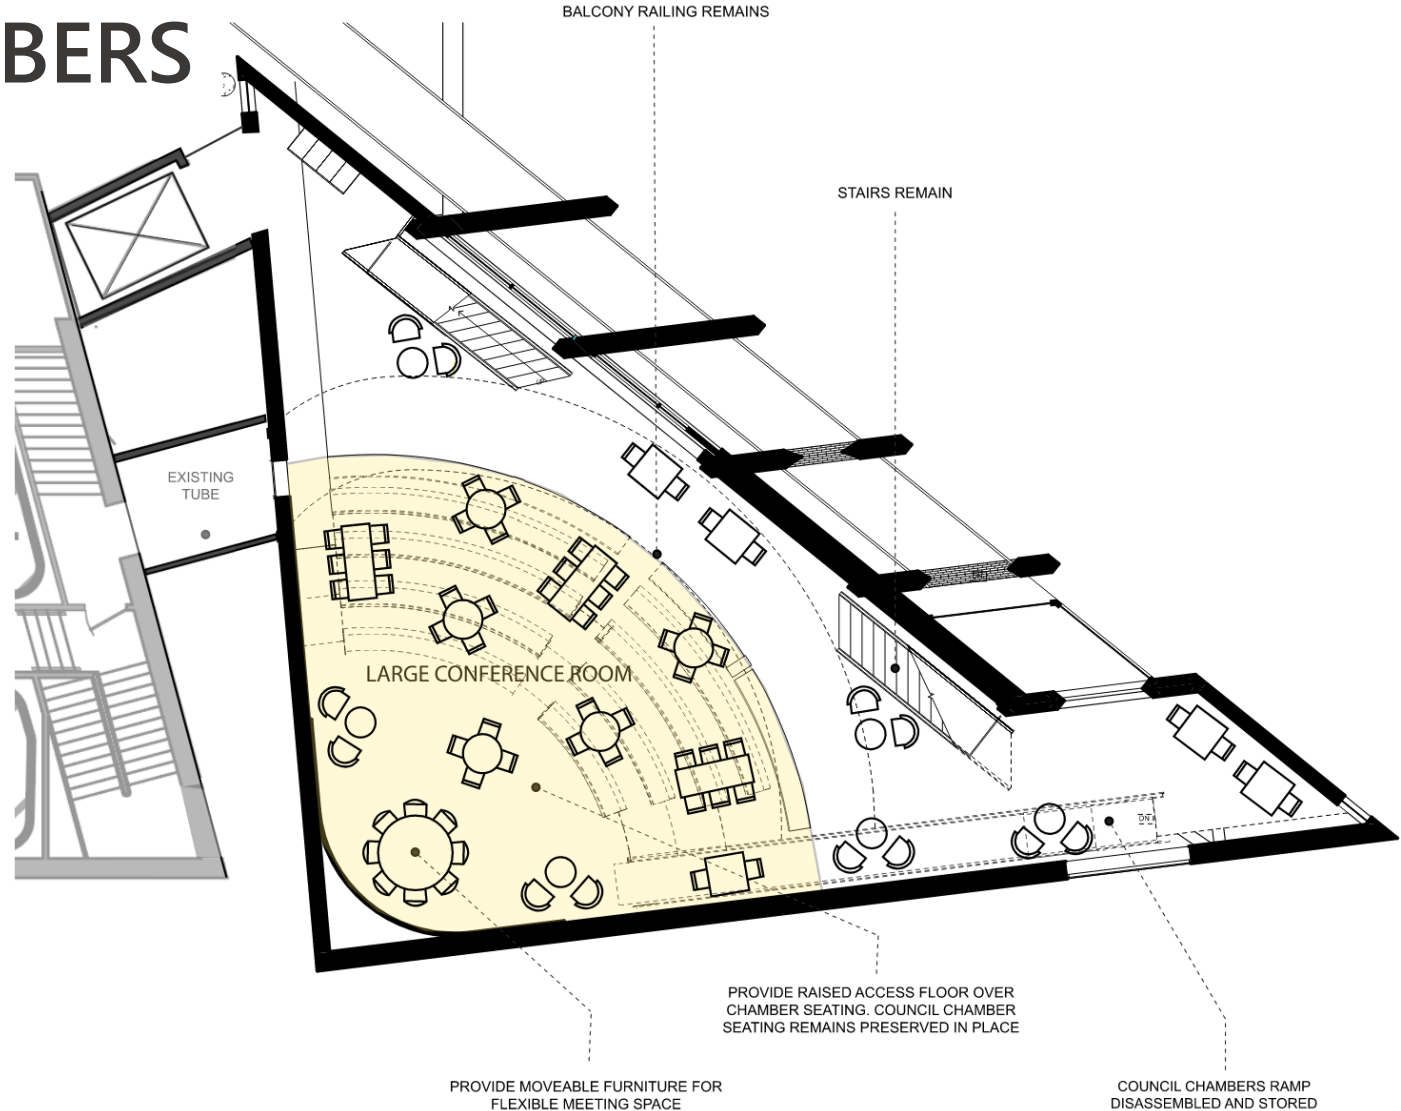 BERS
BALCONY RAILING REMAINS
STAIRS REMAIN
EXISTING
TUBE
LARGE CONFERENCE ROOM
DN
PROVIDE RAISED ACCESS FLOOR OVER
CHAMBER SEATING. COUNCIL CHAMBER
SEATING REMAINS PRESERVED IN PLACE
PROVIDE MOVEABLE FURNITURE FOR
FLEXIBLE MEETING SPACE
COUNCIL CHAMBERS RAMP
DISASSEMBLED AND STORED